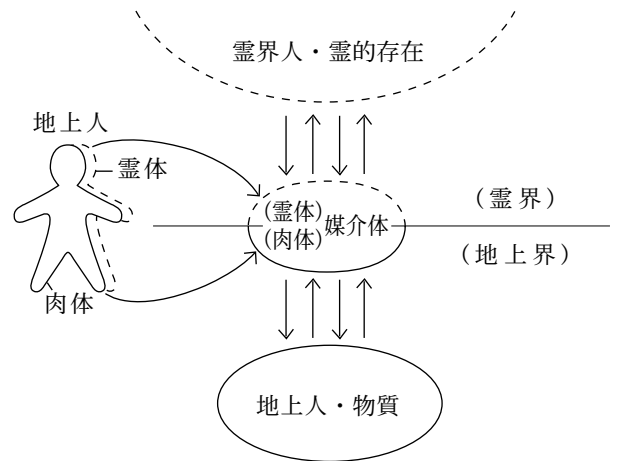 霊界人・霊的存在
地上人
霊体
(霊体)
(肉体)
媒介体
(霊界)
(地上界)
肉体
地上人・物質